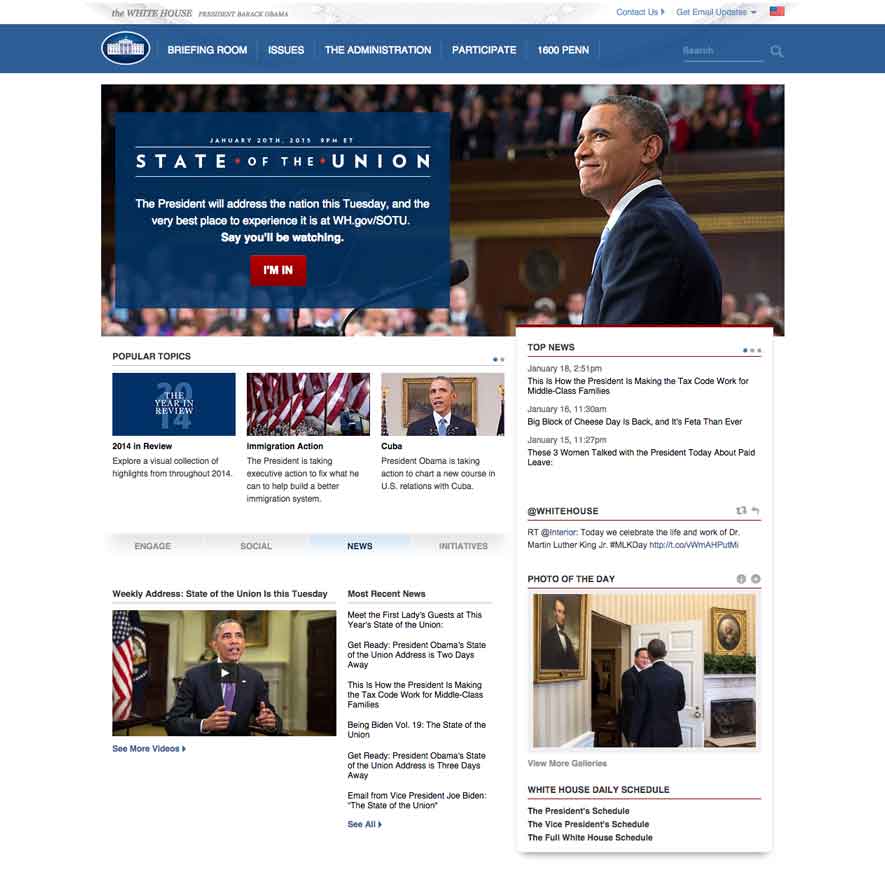 the WHITE HOUSE PRESIDENT BARACK OBAMA
Contact Us
Get Email Updates
BRIEFING ROOM
ISSUES
THE ADMINISTRATION
PARTICIPATE
1600 PENN
Search
JANUARY 20TH, 2015 9PM ET
STATE OF THE UNION
The President will address the nation this Tuesday, and the
very best place to experience it is at WH.gov/SOTU.
Say you'll be watching.
I'M IN
POPULAR TOPICS
2014
THE
YEAR IN
REVIEW
2014 in Review
Explore a visual collection of
highlights from throughout 2014.
Immigration Action
The President is taking
executive action to fix what he
can to help build a better
immigration system.
Cuba
President Obama is taking
action to chart a new course in
U.S. relations with Cuba.
ENGAGE
SOCIAL
NEWS
INITIATIVES
Weekly Address: State of the Union Is this Tuesday
See More Videos
Most Recent News
Meet the First Lady's Guests at This
Year's State of the Union:
Get Ready: President Obama's State
of the Union Address is Two Days
Away
This Is How the President Is Making
the Tax Code Work for Middle-Class
Families
Being Biden Vol. 19: The State of the
Union
Get Ready: President Obama's State
of the Union Address is Three Days
Away
Email from Vice President Joe Biden:
"The State of the Union"
See All
TOP NEWS
January 18, 2:51pm
This Is How the President Is Making the Tax Code Work for
Middle-Class Families
January 16, 11:30am
Big Block of Cheese Day Is Back, and It's Feta Than Ever
January 15, 11:27pm
These 3 Women Talked with the President Today About Paid
Leave:
@WHITEHOUSE
RT @Interior: Today we celebrate the life and work of Dr.
Martin Luther King Jr. #MLKDay http://t.co/vWmAHPutMi
PHOTO OF THE DAY
View More Galleries
WHITE HOUSE DAILY SCHEDULE
The President's Schedule
The Vice President's Schedule
The Full White House Schedule